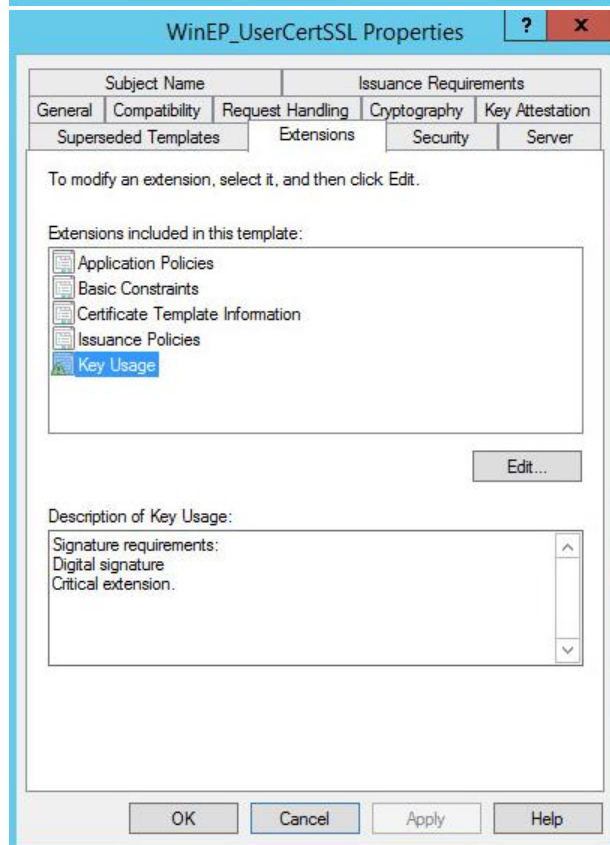 WinEP_UserCertSSL Properties
?
x
Subject Name
Issuance Requirements
General
Compatibility
Request Handling
Cryptography
Key Attestation
Superseded Templates
Extensions
Security
Server
To modify an extension, select it, and then click Edit.
Extensions included in this template:
Application Policies
Basic Constraints
Certificate Template Information
Issuance Policies
Key Usage
Edit...
Description of Key Usage:
Signature requirements:
Digital signature
Critical extension.
OK
Cancel
Apply
Help